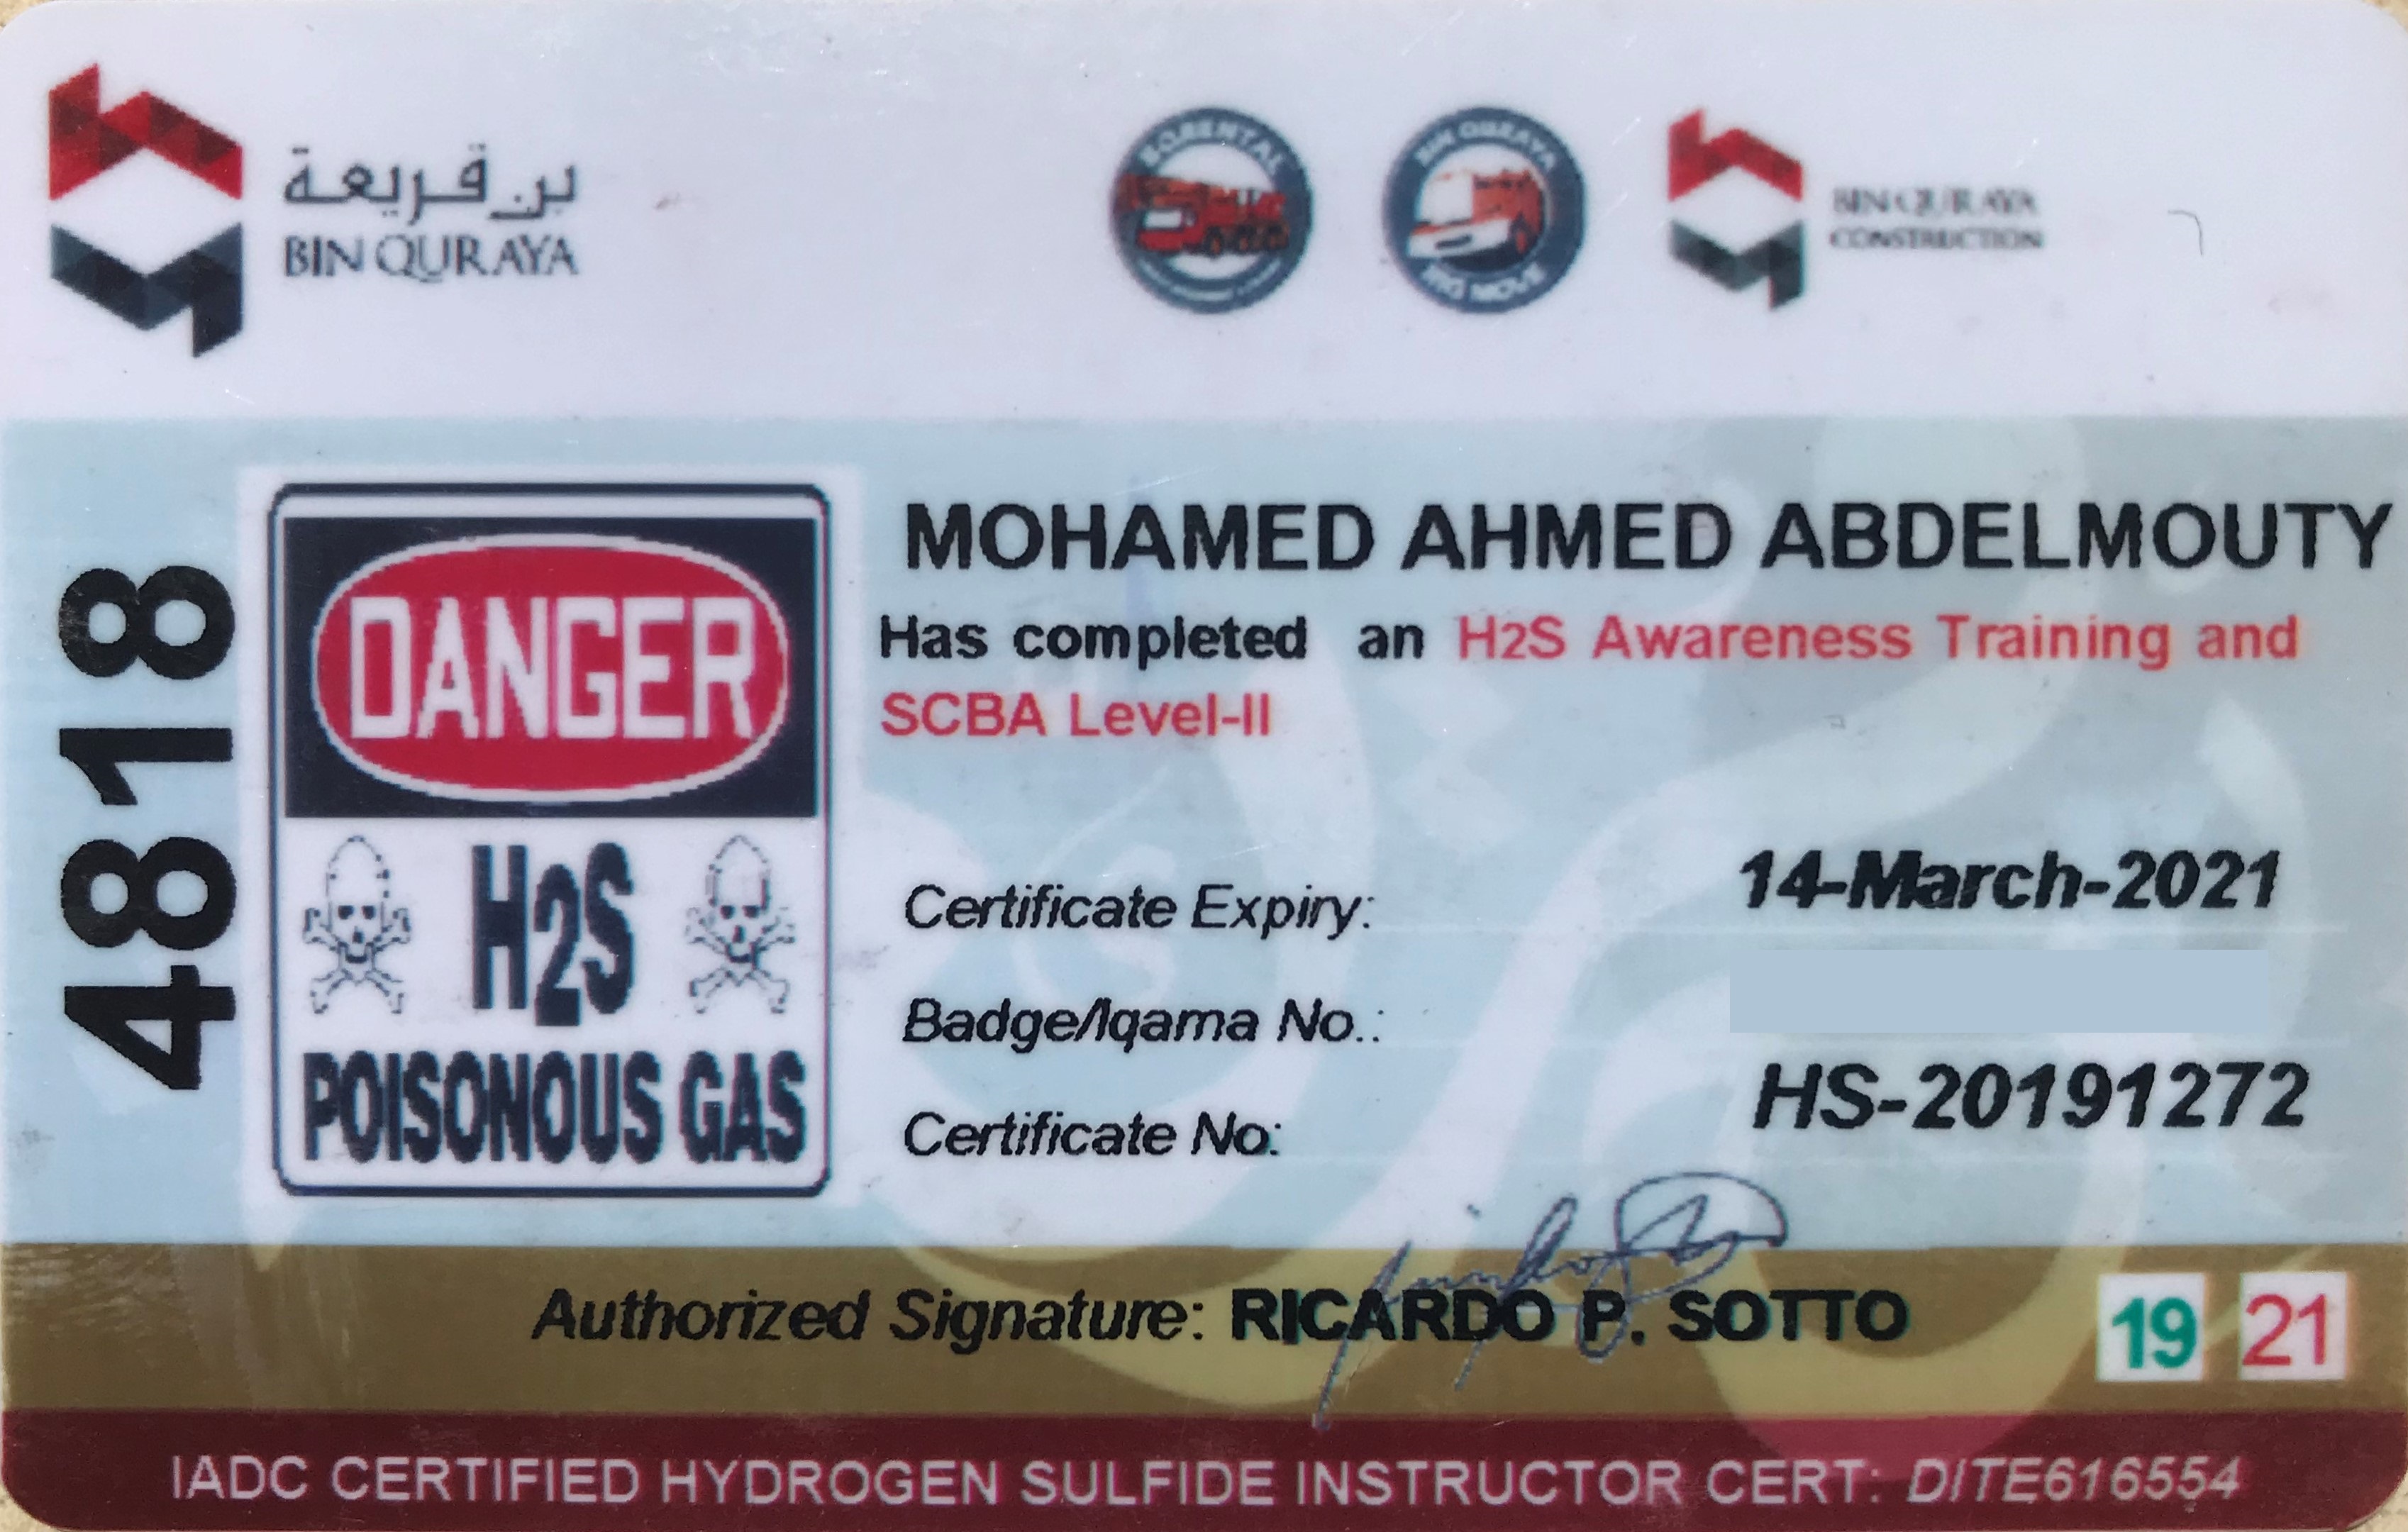 بن قريعة
BIN QURAYA
BQRENTAL
BIN QURAYA
RIG MOVE
BIN QURAYA
CONSTRUCTION
4818
DANGER
H2S
POISONOUS GAS
MOHAMED AHMED ABDELMOUTY
Has completed an H2S Awareness Training and
SCBA Level-II
Certificate Expiry: 14-March-2021
Badge/Iqama No.:
Certificate No: HS-20191272
Authorized Signature: RICARDO P. SOTTO
19 21
IADC CERTIFIED HYDROGEN SULFIDE INSTRUCTOR CERT: DITE616554